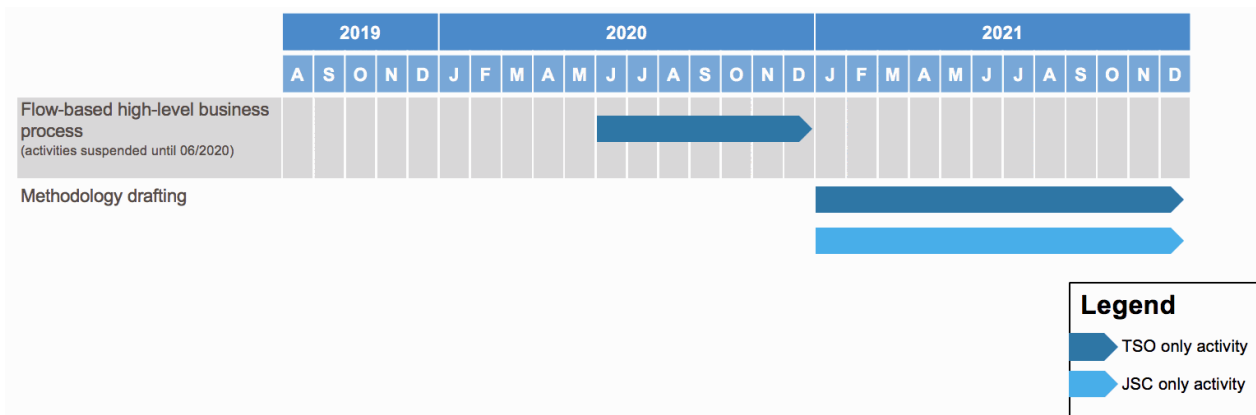 2019 2020 2021
A S O N D J F M A M J J A S O N D J F M A M J J A S O N D
Flow-based high-level business
process
(activities suspended until 06/2020)
Methodology drafting
Legend
TSO only activity
JSC only activity